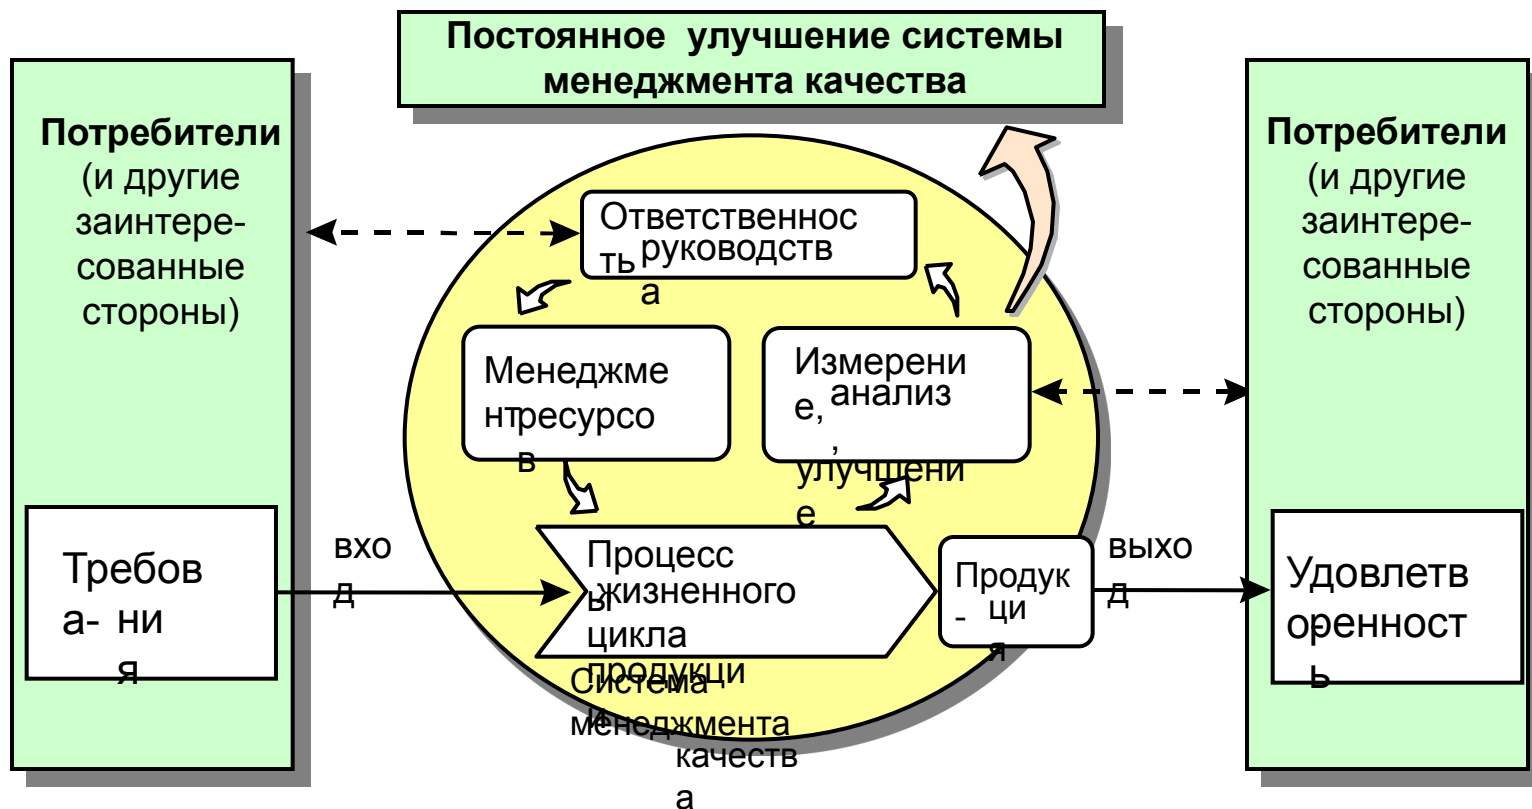 Постоянное улучшение системы
менеджмента качества
Потребители
(и другие
заинтере-
сованные
стороны)
Требов
а- ни
я
вхо
д
Ответственнос
ть руководств
а
Менеджме
нт ресурсо
в
Измерени
е, анализ
,
улучшени
е
Процесс
ы жизненного
цикла
продукци
и
Система
менеджмента
качеств
а
Продук
- ци
я
выхо
д
Потребители
(и другие
заинтере-
сованные
стороны)
Удовлетв
о- ренност
ь